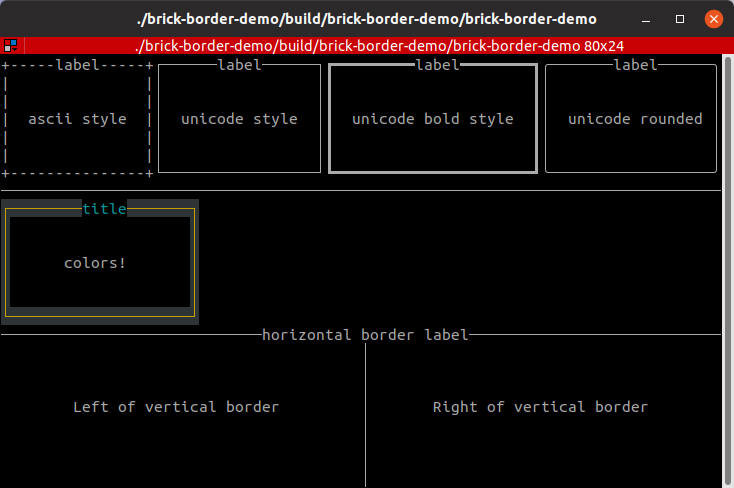 ./brick-border-demo/build/brick-border-demo/brick-border-demo
./brick-border-demo/build/brick-border-demo/brick-border-demo 80x24
+-----label-----+ label label label
ascii style unicode style unicode bold style unicode rounded
+---------------+
title
colors!
horizontal border label
Left of vertical border Right of vertical border